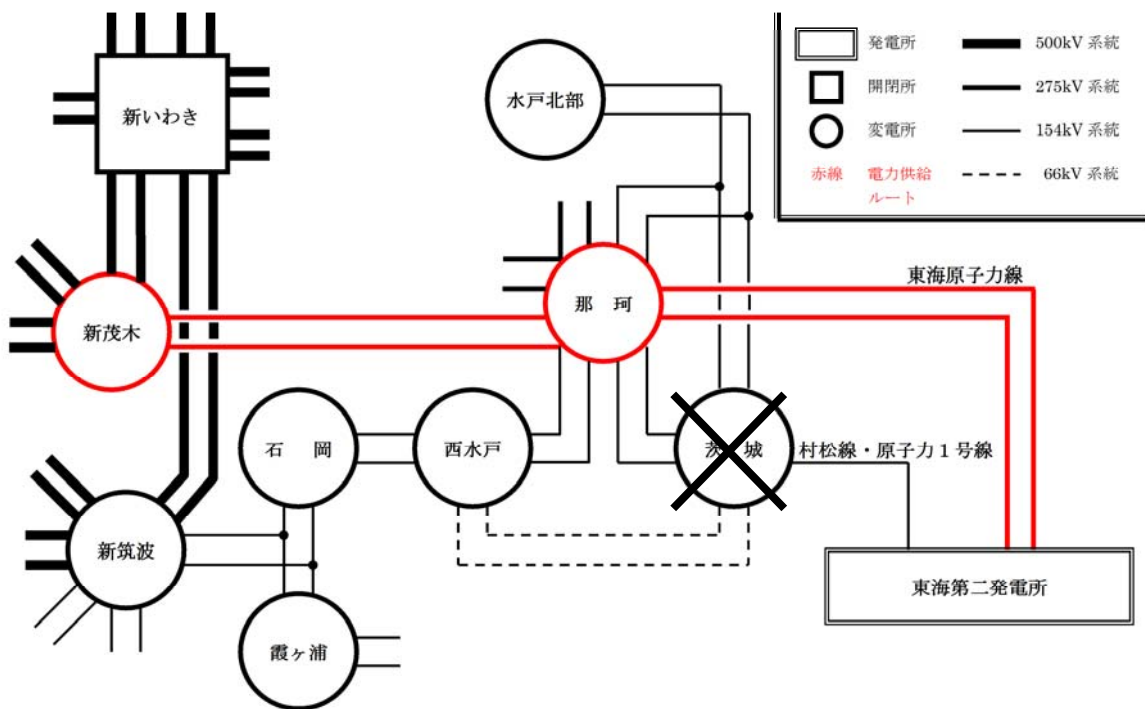 発電所
500kV 系統
開閉所
275kV 系統
変電所
154kV 系統
赤線 電力供給
ルート
66kV 系統
新いわき
水戸北部
東海原子力線
那 珂
新茂木
石 岡
西水戸
茨 城
村松線・原子力1号線
新筑波
東海第二発電所
霞ヶ浦